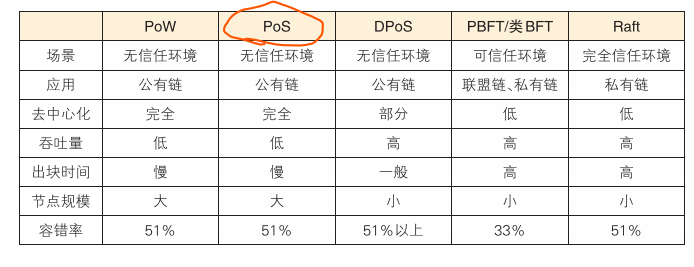 PoW PoS DPoS PBFT/类BFT Raft
场景 无信任环境 无信任环境 无信任环境 可信任环境 完全信任环境
应用 公有链 公有链 公有链 联盟链、私有链 私有链
去中心化 完全 完全 部分 低 低
吞吐量 低 低 高 高 高
出块时间 慢 慢 一般 高 高
节点规模 大 大 小 小 小
容错率 51% 51% 51%以上 33% 51%